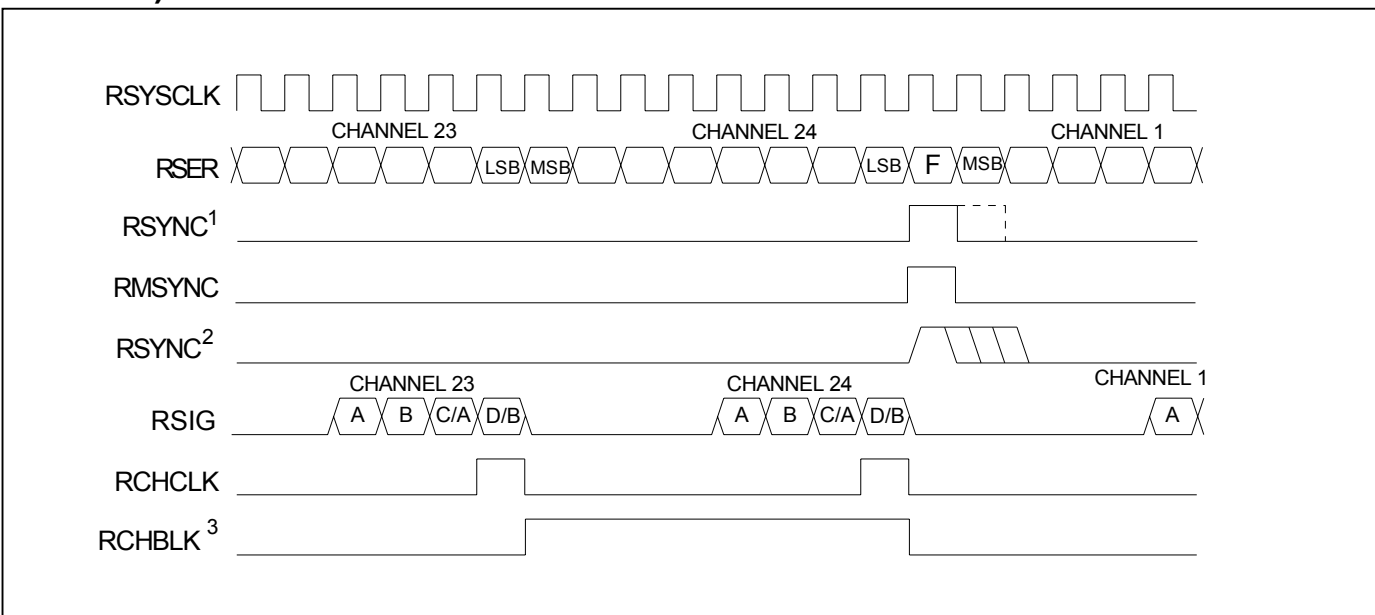 RSYSCLK
CHANNEL 23 CHANNEL 24 CHANNEL 1
RSER LSB MSB LSB F MSB
RSYNC1
RMSYNC
RSYNC2
CHANNEL 23 CHANNEL 24 CHANNEL 1
RSIG A B C/A D/B A B C/A D/B A
RCHCLK
RCHBLK 3